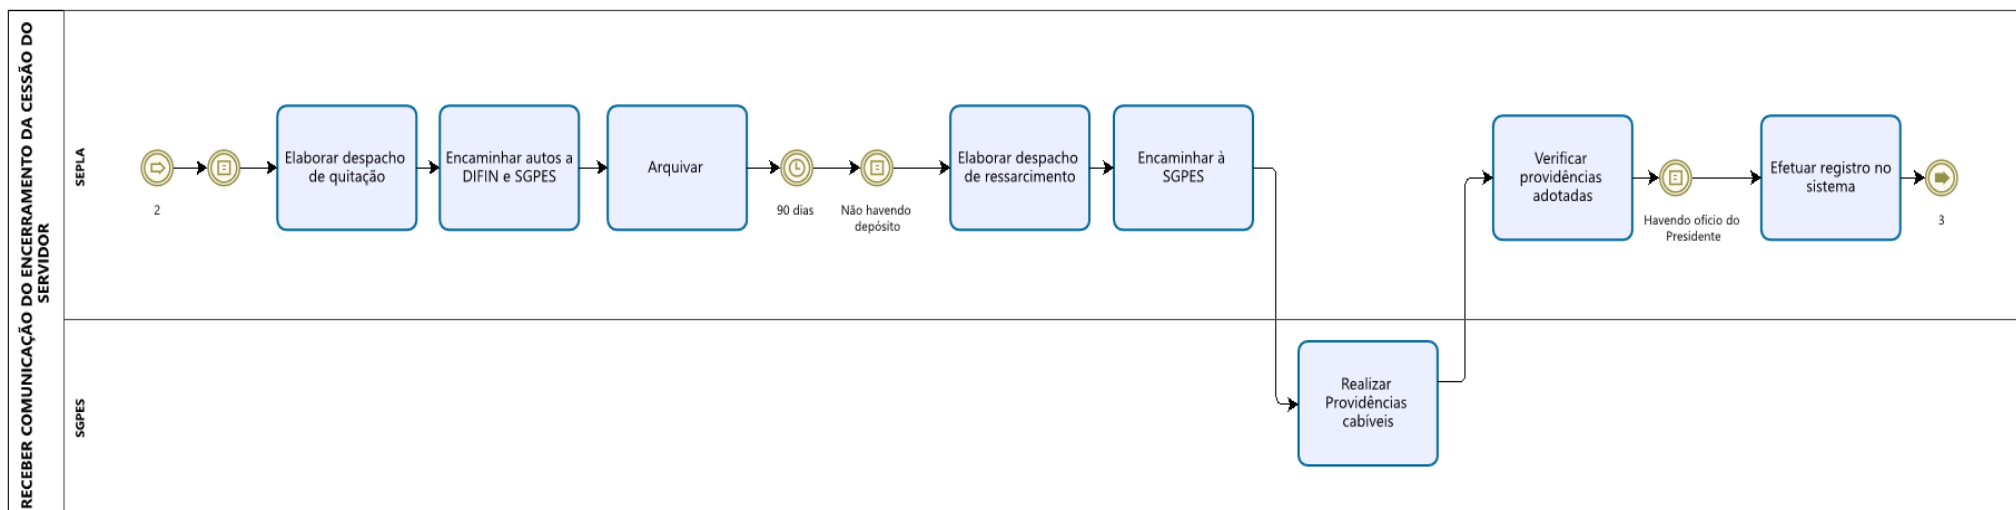 RECEBER COMUNICAÇÃO DO ENCERRAMENTO DA CESSÃO DO
SERVIDOR
SEPLA
2
Elaborar despacho
de quitação
Encaminhar autos a
DIFIN e SGPES
Arquivar
90 dias
Não havendo
depósito
Elaborar despacho
de ressarcimento
Encaminhar à
SGPES
Verificar
providências
adotadas
Havendo ofício do
Presidente
Efetuar registro no
sistema
3
SGPES
Realizar
Providências
cabíveis